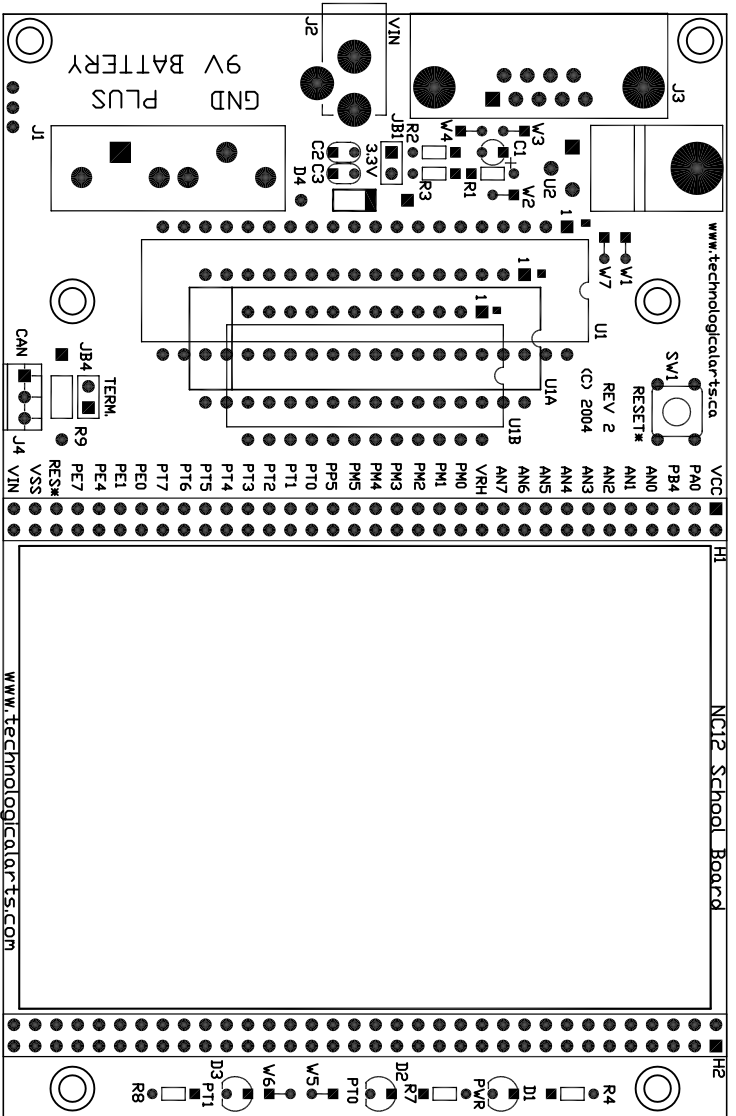 J2
VIN
9V BATTERY
GND PLUS
J3
J1
JB1
R2
W4
W3
C1
+
C2
C3
3.3V
D4
R3
R1
W2
U2
1
1
1
www.technologicalarts.ca
W7
W1
U1
U1A
U1B
SW1
RESET*
REV 2
(C) 2004
CAN
JB4
TERM.
R9
J4
VIN
VSS
RES*
PE7
PE4
PE1
PE0
PT7
PT6
PT5
PT4
PT3
PT2
PT1
PT0
PP5
PM5
PM4
PM3
PM2
PM1
PM0
VRH
AN7
AN6
AN5
AN4
AN3
AN2
AN1
AN0
PB4
PA0
VCC
H1
NC12 School Board
www.technologicalarts.com
H2
R8
PT1
D3
W6
W5
PT0
D2
R7
PWR
D1
R4